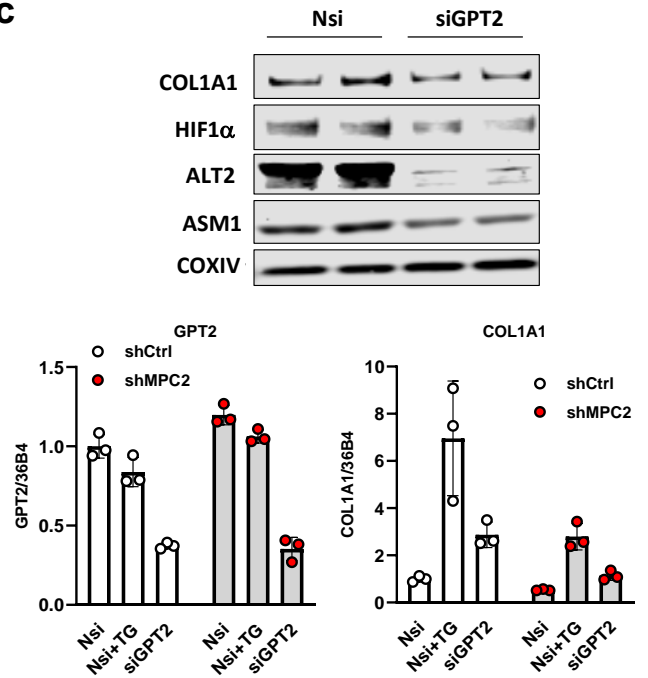 c
Nsi siGPT2
COL1A1
HIF1α
ALT2
ASM1
COXIV
GPT2
shCtrl
shMPC2
1.5
1.0
0.5
0.0
GPT2/36B4
Nsi
Nsi+TG
siGPT2
Nsi
Nsi+TG
siGPT2
COL1A1
shCtrl
shMPC2
10
8
6
4
2
0
COL1A1/36B4
Nsi
Nsi+TG
siGPT2
Nsi
Nsi+TG
siGPT2